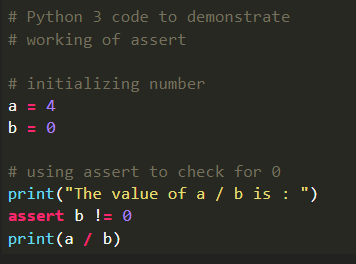 # Python 3 code to demonstrate
# working of assert
# initializing number
a = 4
b = 0
# using assert to check for 0
print("The value of a / b is : ")
assert b != 0
print(a / b)